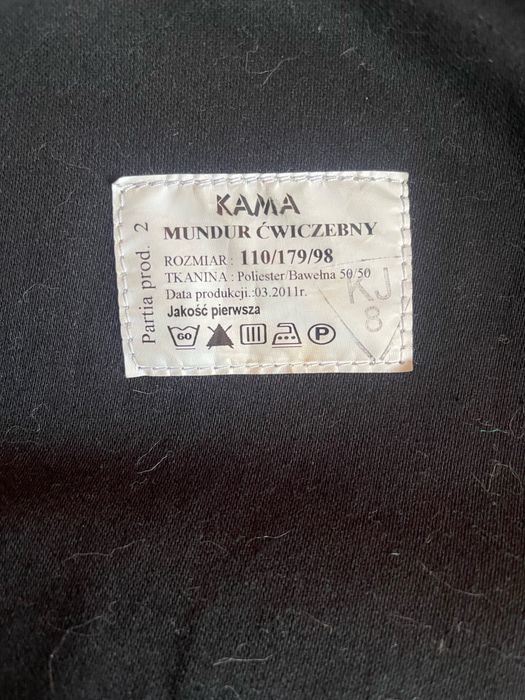 KAMA
MUNDUR ĆWICZEBNY
ROZMIAR : 110/179/98
TKANINA : Poliester/Bawełna 50/50
Data produkcji.:03.2011r.
Jakość pierwsza
60 P
Partia prod. 2
KJ
8